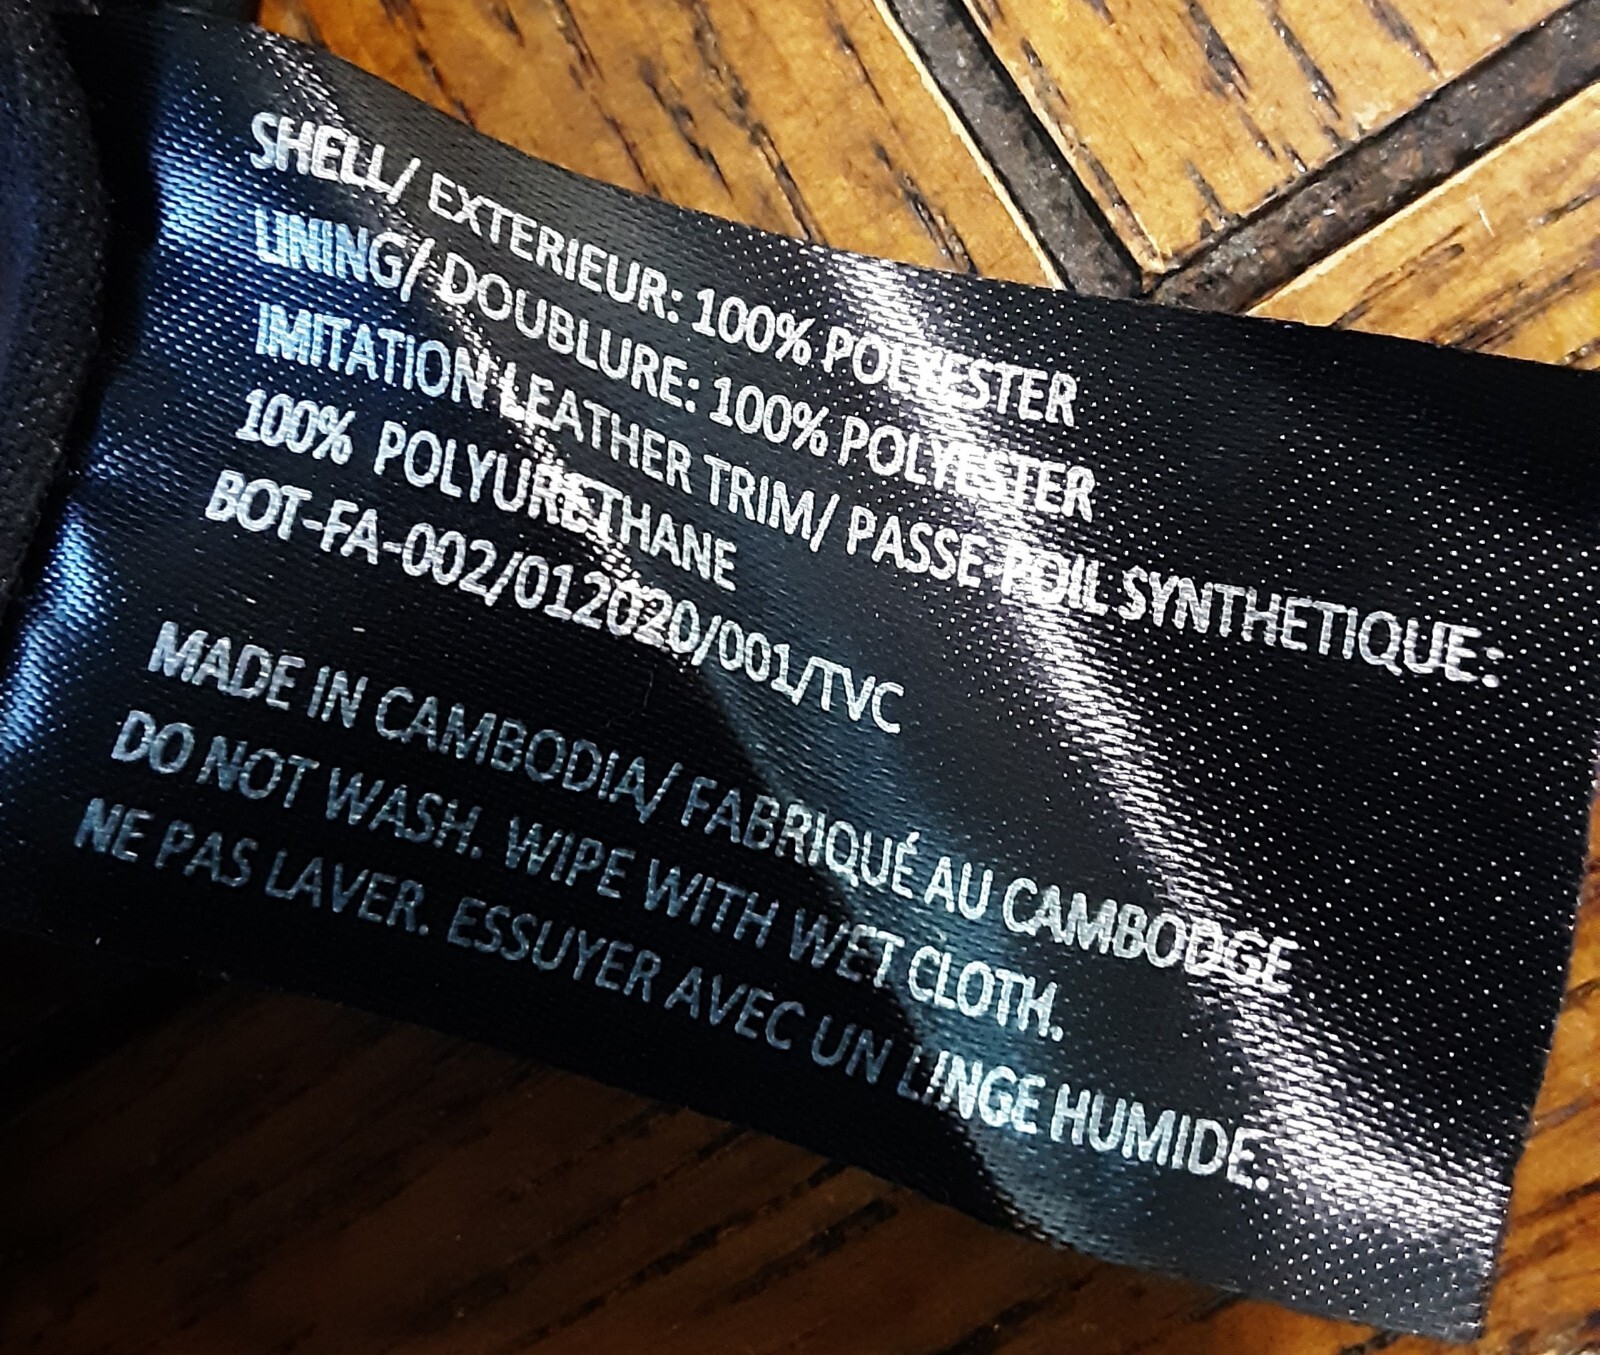 SHELL/ EXTERIEUR: 100% POLYESTER
LINING/ DOUBLURE: 100% POLYESTER
IMITATION LEATHER TRIM/ PASSE-POIL SYNTHETIQUE:
100% POLYURETHANE
BOT-FA-002/012020/001/TVC
MADE IN CAMBODIA/ FABRIQUÉ AU CAMBODGE
DO NOT WASH. WIPE WITH WET CLOTH.
NE PAS LAVER. ESSUYER AVEC UN LINGE HUMIDE.